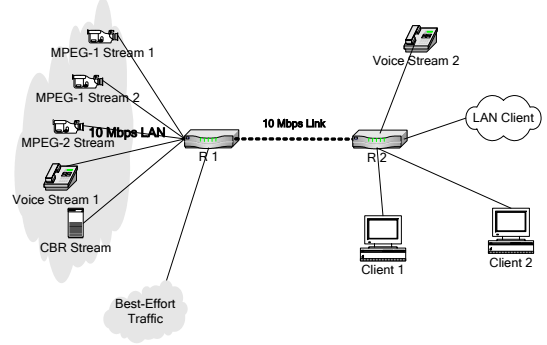 MPEG-1 Stream 1
MPEG-1 Stream 2
MPEG-2 Stream
10 Mbps LAN
Voice Stream 1
CBR Stream
Best-Effort
Traffic
R 1
10 Mbps Link
R 2
Voice Stream 2
LAN Client
Client 1
Client 2